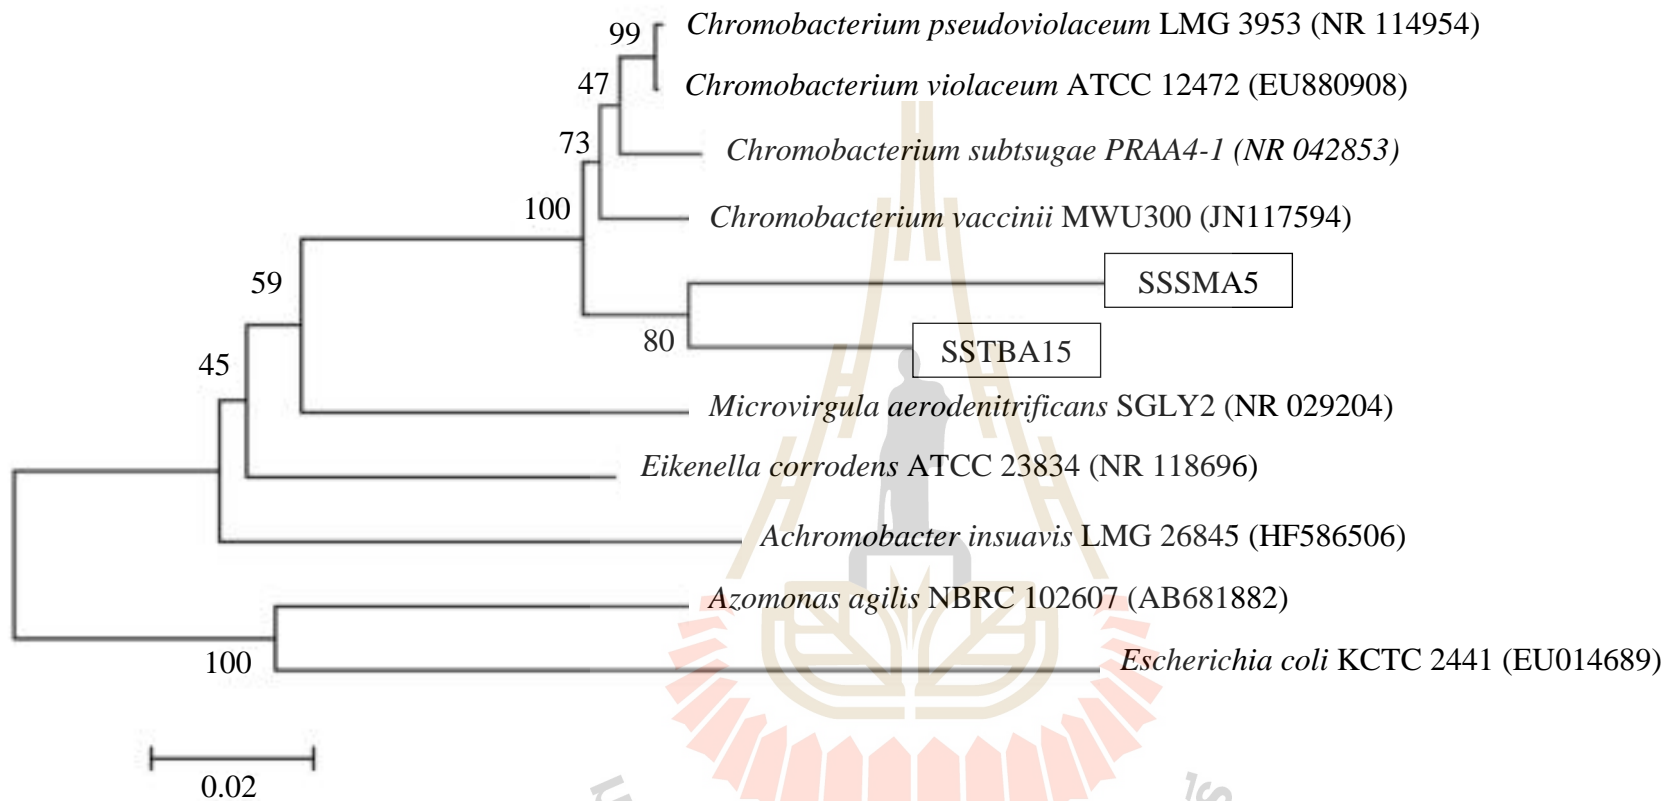 99
Chromobacterium pseudoviolaceum LMG 3953 (NR 114954)
47
Chromobacterium violaceum ATCC 12472 (EU880908)
73
Chromobacterium subtsugae PRAA4-1 (NR 042853)
100
Chromobacterium vaccinii MWU300 (JN117594)
59
SSSMA5
80
SSTBA15
45
Microvirgula aerodenitrificans SGLY2 (NR 029204)
Eikenella corrodens ATCC 23834 (NR 118696)
Achromobacter insuavis LMG 26845 (HF586506)
Azomonas agilis NBRC 102607 (AB681882)
100
Escherichia coli KCTC 2441 (EU014689)
0.02